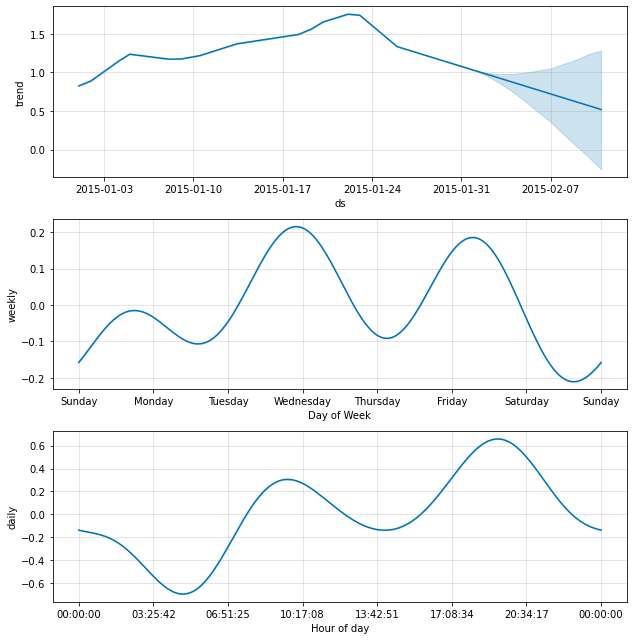 trend
1.5
1.0
0.5
0.0
2015-01-03 2015-01-10 2015-01-17 2015-01-24 2015-01-31 2015-02-07
ds
weekly
0.2
0.1
0.0
−0.1
−0.2
Sunday Monday Tuesday Wednesday Thursday Friday Saturday Sunday
Day of Week
daily
0.6
0.4
0.2
0.0
−0.2
−0.4
−0.6
00:00:00 03:25:42 06:51:25 10:17:08 13:42:51 17:08:34 20:34:17 00:00:00
Hour of day